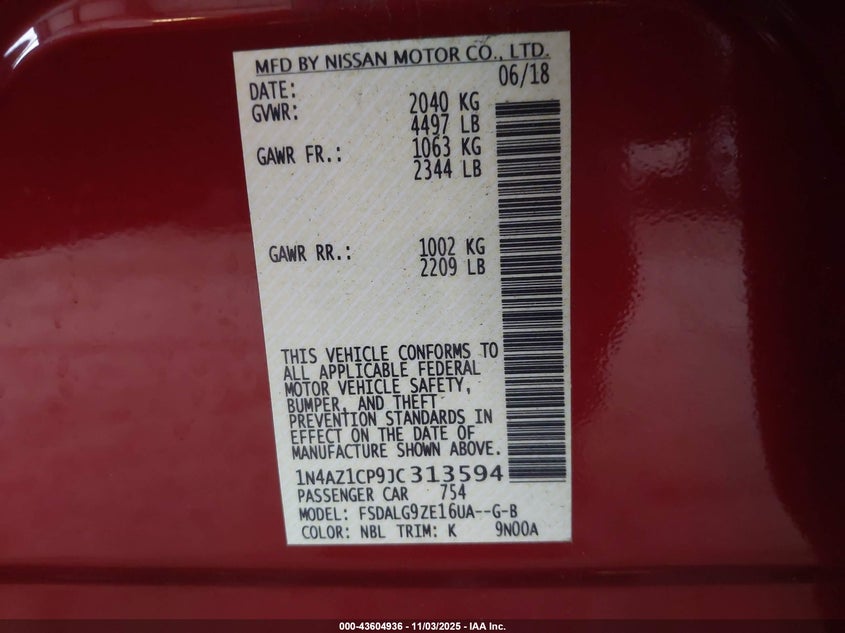 MFD BY NISSAN MOTOR CO., LTD.
DATE: 06/18
GVWR: 2040 KG
4497 LB
GAWR FR.: 1063 KG
2344 LB
GAWR RR.: 1002 KG
2209 LB
THIS VEHICLE CONFORMS TO
ALL APPLICABLE FEDERAL
MOTOR VEHICLE SAFETY,
BUMPER, AND THEFT
PREVENTION STANDARDS IN
EFFECT ON THE DATE OF
MANUFACTURE SHOWN ABOVE.
1N4AZ1CP9JC313594
PASSENGER CAR 754
MODEL: FSDALG9ZE16UA--G-B
COLOR: NBL TRIM: K 9N00A
000-43604936 - 11/03/2025 - IAA Inc.